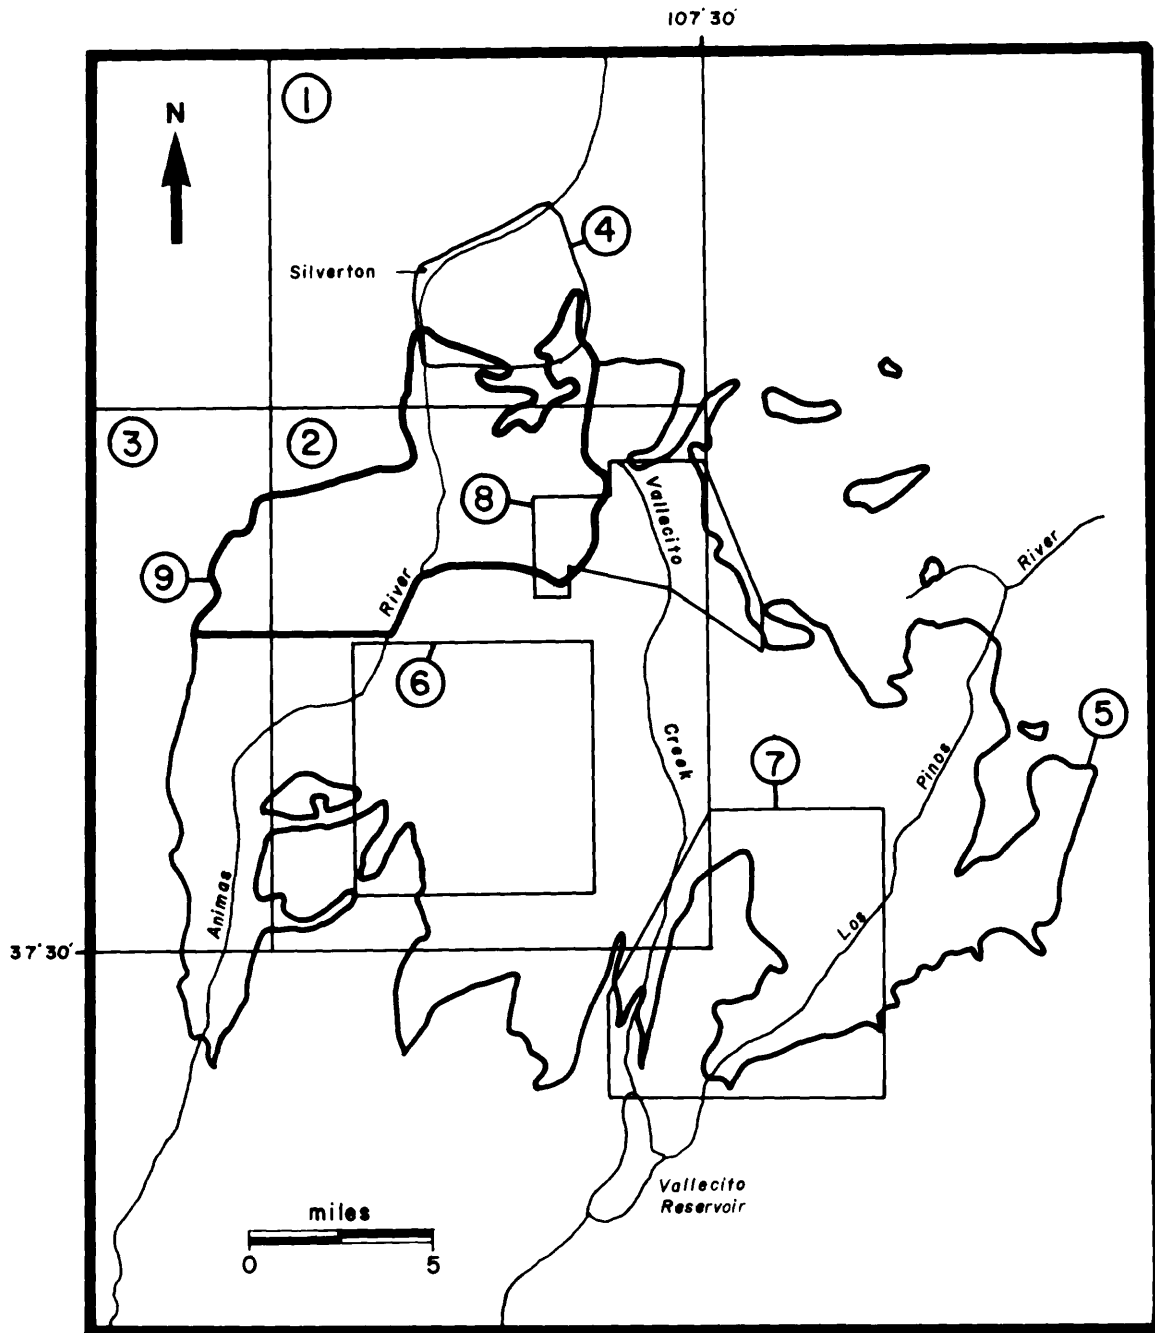 107°30'
1
N
4
Silverton
3
2
8
Vallecito
River
9
River
6
5
Creek
7
Pinos
Animas
Los
37°30'
Vallecito
Reservoir
miles
0 5